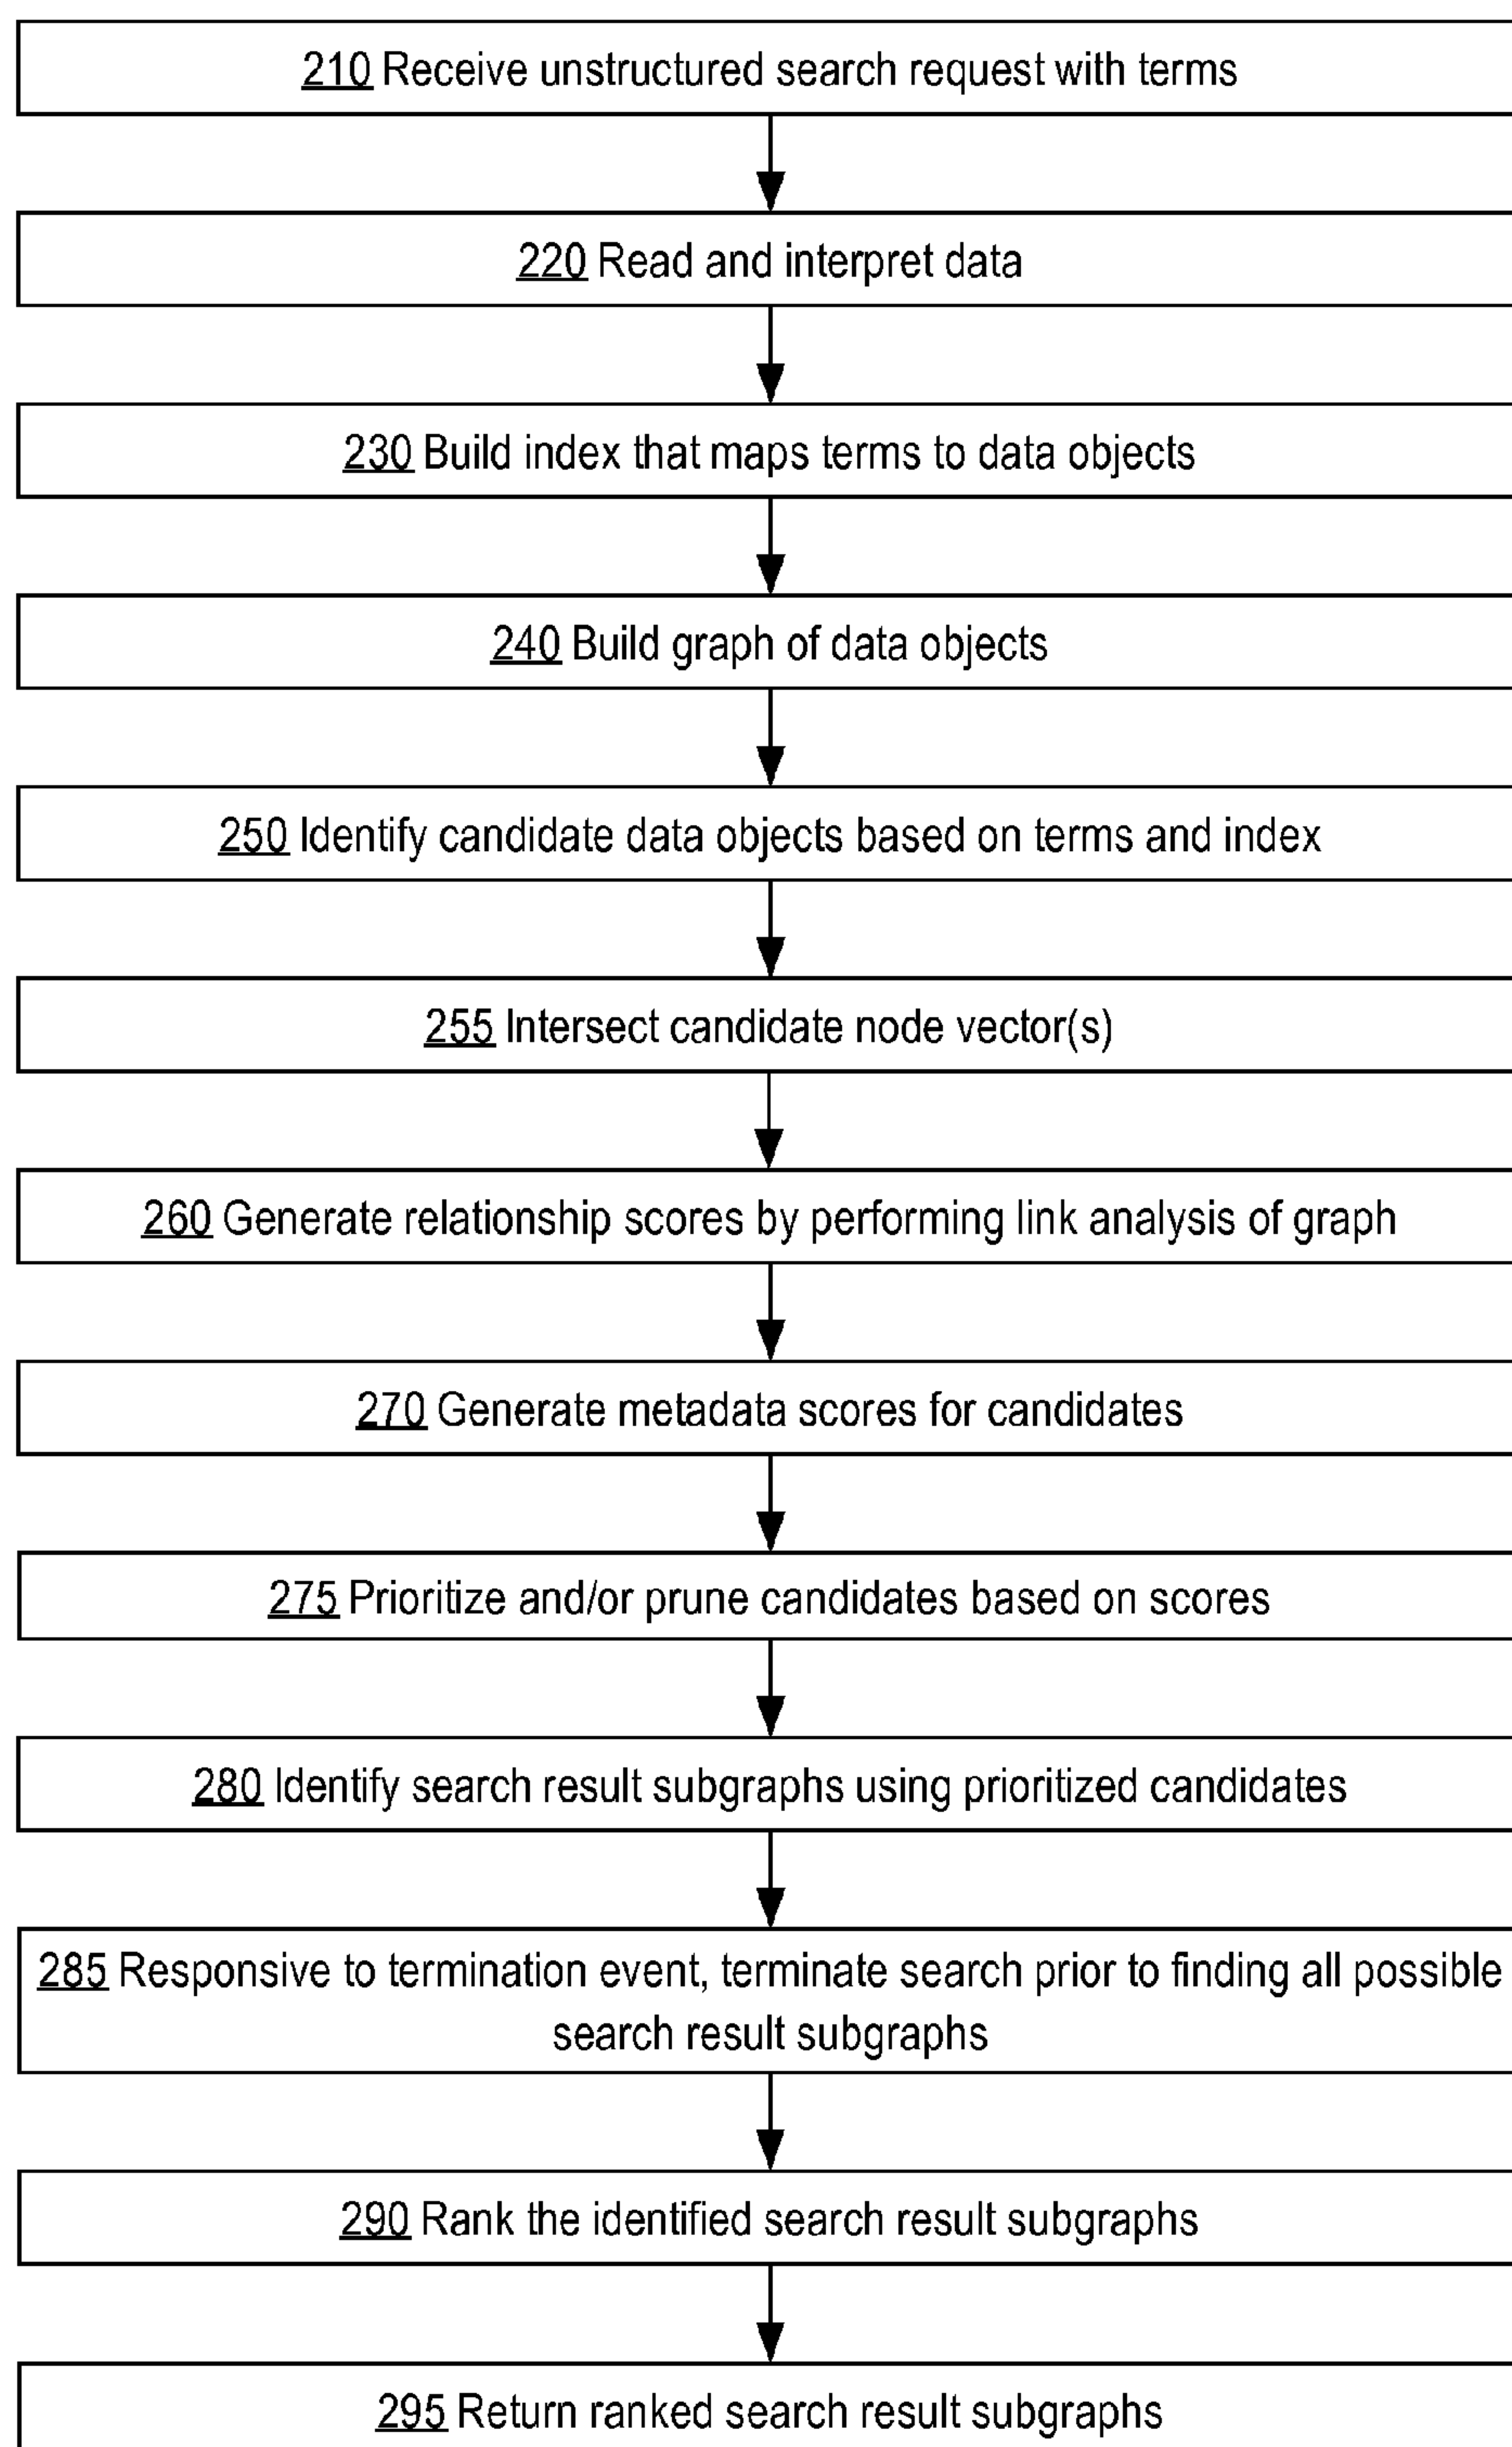 210 Receive unstructured search request with terms
220 Read and interpret data
230 Build index that maps terms to data objects
240 Build graph of data objects
250 Identify candidate data objects based on terms and index
255 Intersect candidate node vector(s)
260 Generate relationship scores by performing link analysis of graph
270 Generate metadata scores for candidates
275 Prioritize and/or prune candidates based on scores
280 Identify search result subgraphs using prioritized candidates
285 Responsive to termination event, terminate search prior to finding all possible
search result subgraphs
290 Rank the identified search result subgraphs
295 Return ranked search result subgraphs